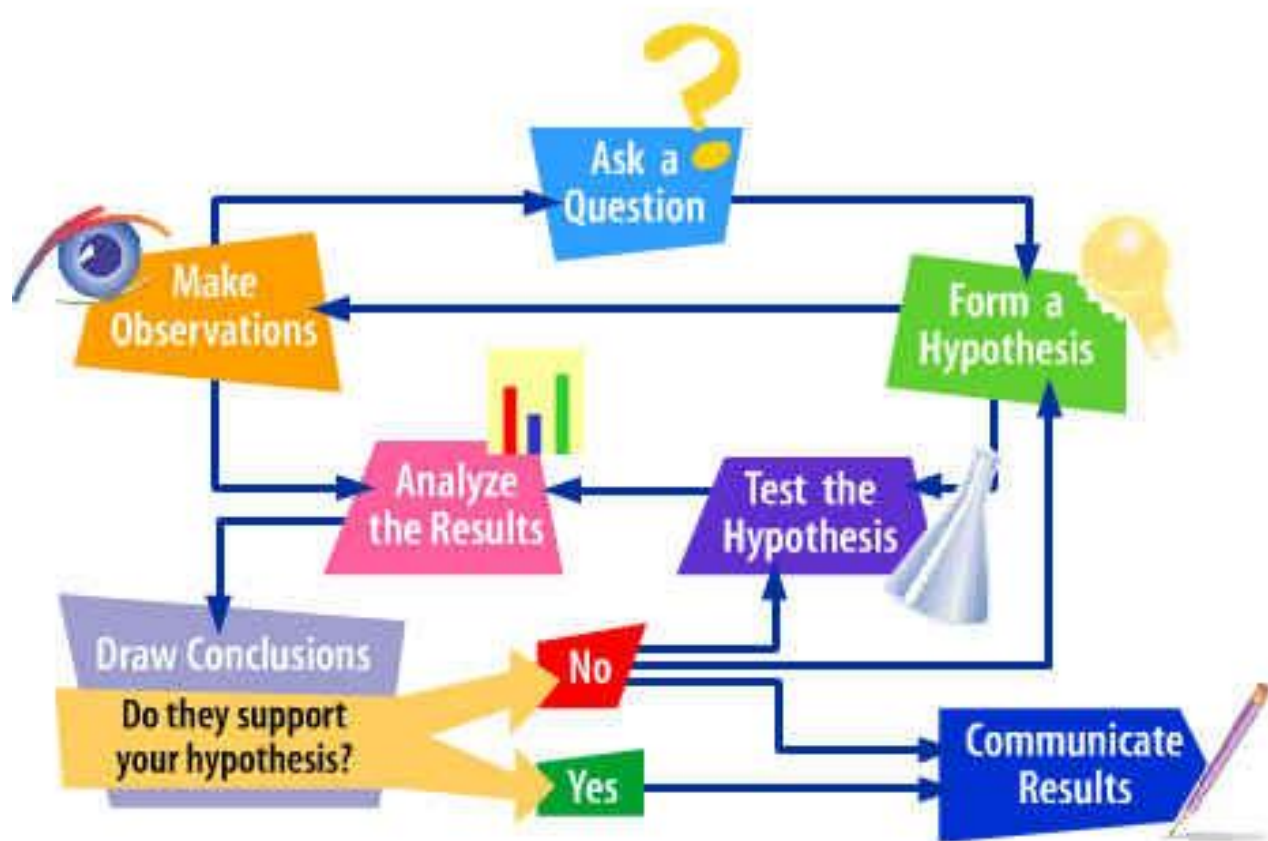 Ask a
Question
Make
Observations
Form a
Hypothesis
Analyze
the Results
Test the
Hypothesis
Draw Conclusions
Do they support
your hypothesis?
No
Yes
Communicate
Results